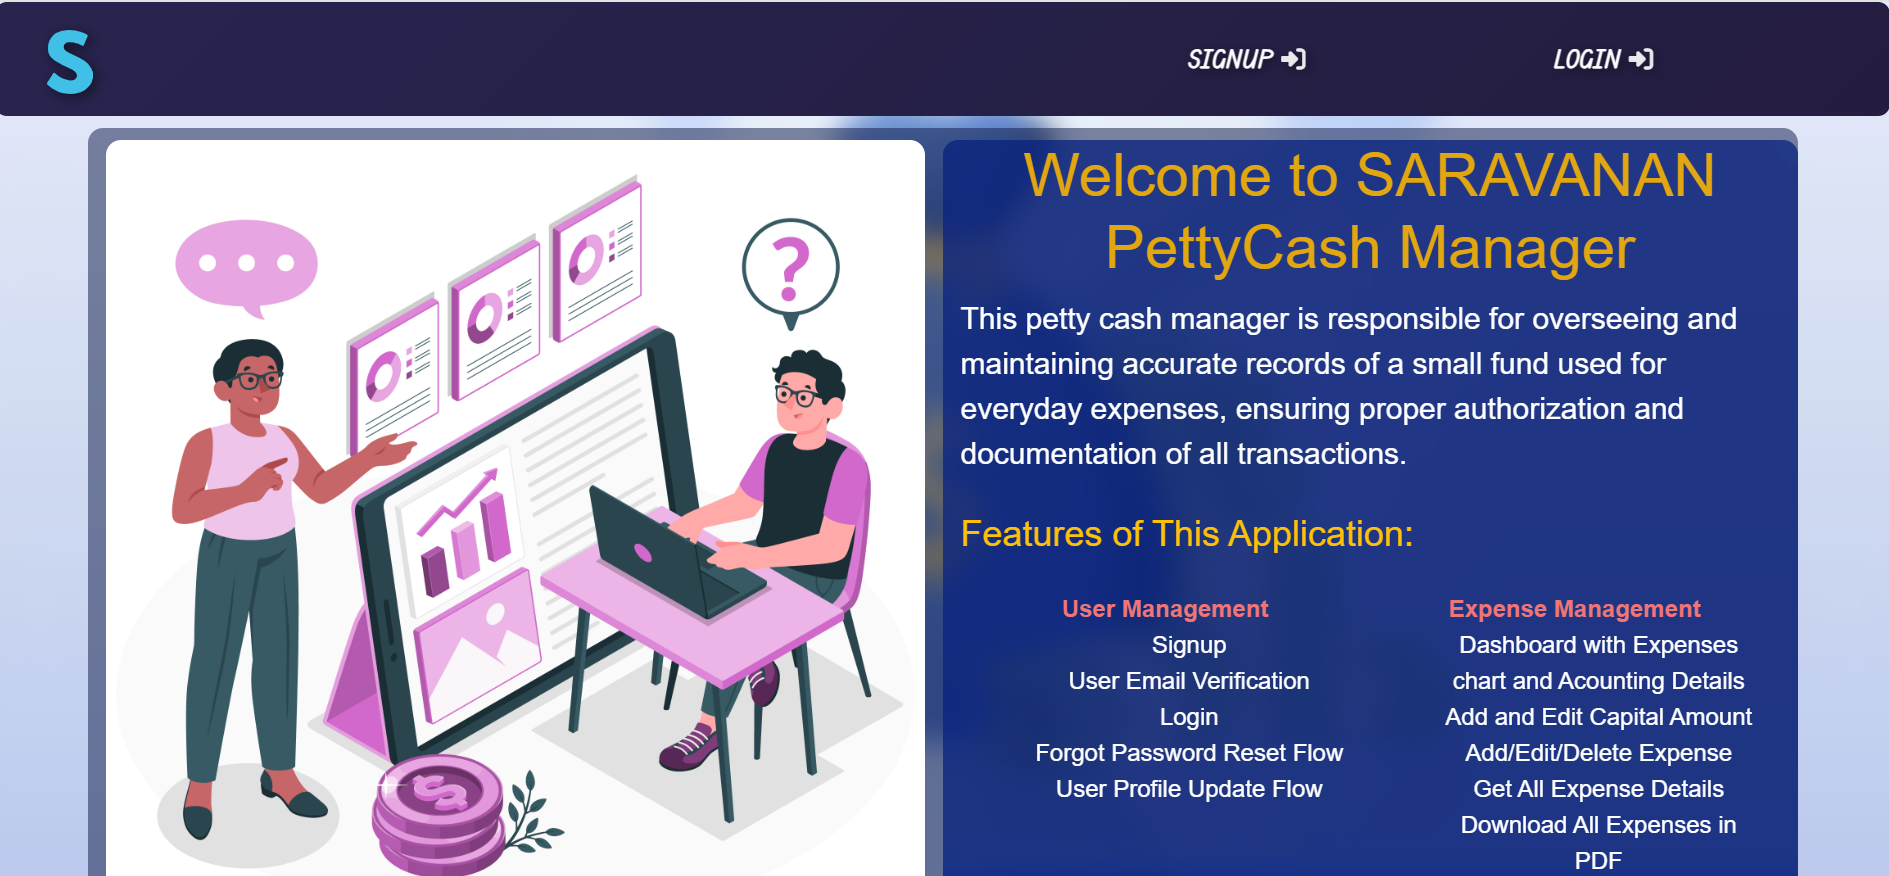 S
SIGNUP
LOGIN
Welcome to SARAVANAN
PettyCash Manager
This petty cash manager is responsible for overseeing and
maintaining accurate records of a small fund used for
everyday expenses, ensuring proper authorization and
documentation of all transactions.
Features of This Application:
User Management
Signup
User Email Verification
Login
Forgot Password Reset Flow
User Profile Update Flow
Expense Management
Dashboard with Expenses
chart and Acounting Details
Add and Edit Capital Amount
Add/Edit/Delete Expense
Get All Expense Details
Download All Expenses in
PDF
?
$